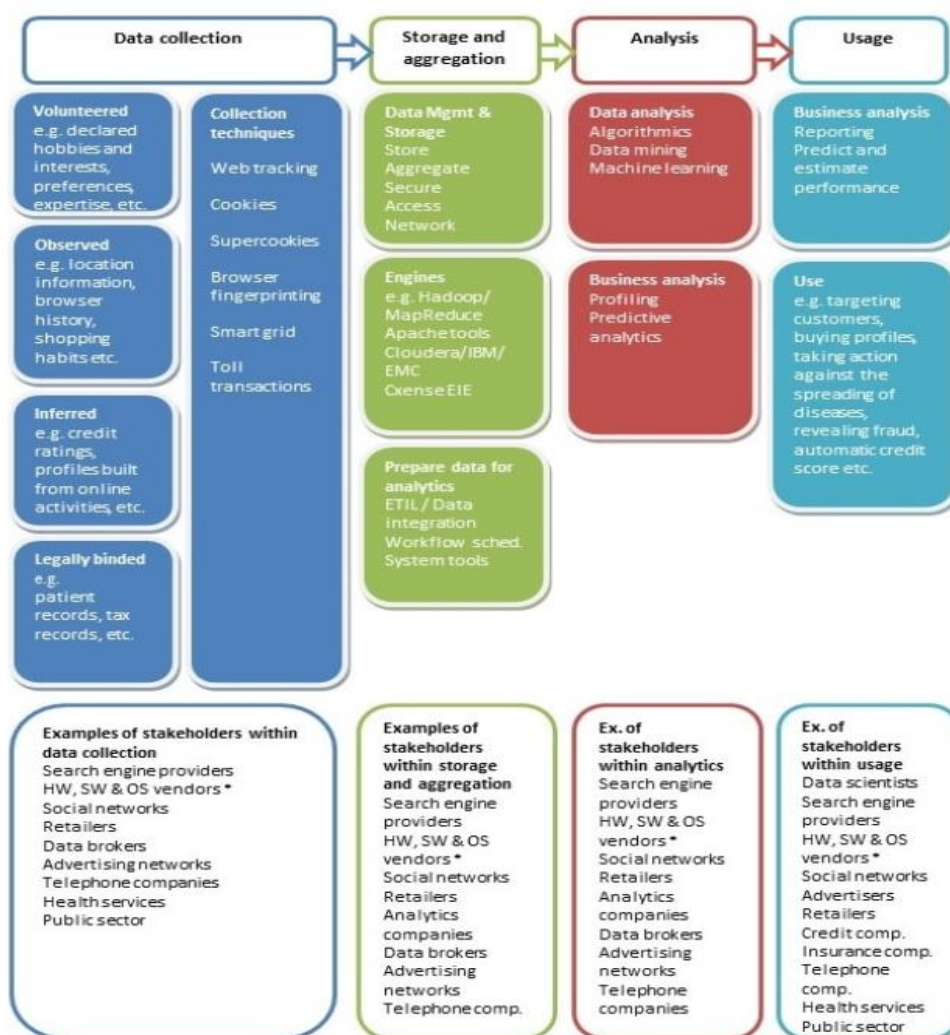 Data collection
Storage and
aggregation
Analysis
Usage
Volunteered
e.g. declared
hobbies and
interests,
preferences,
expertise, etc.
Observed
e.g. location
information,
browser
history,
shopping
habits etc.
Inferred
e.g. credit
ratings,
profiles built
from online
activities, etc.
Legally binded
e.g.
patient
records, tax
records, etc.
Collection
techniques
Web tracking
Cookies
Supercookies
Browser
fingerprinting
Smart grid
Toll
transactions
Data Mgmt &
Storage
Store
Aggregate
Secure
Access
Network
Engines
e.g. Hadoop/
MapReduce
Apache tools
Cloudera/IBM/
EMC
Cxense EIE
Prepare data for
analytics
ETIL / Data
integration
Workflow sched.
System tools
Data analysis
Algorithmics
Data mining
Machine learning
Business analysis
Profiling
Predictive
analytics
Business analysis
Reporting
Predict and
estimate
performance
Use
e.g. targeting
customers,
buying profiles,
taking action
against the
spreading of
diseases,
revealing fraud,
automatic credit
score etc.
Examples of stakeholders within
data collection
Search engine providers
HW, SW & OS vendors *
Social networks
Retailers
Data brokers
Advertising networks
Telephone companies
Health services
Public sector
Examples of
stakeholders
within storage
and aggregation
Search engine
providers
HW, SW & OS
vendors *
Social networks
Retailers
Analytics
companies
Data brokers
Advertising
networks
Telephone comp.
Ex. of
stakeholders
within analytics
Search engine
providers
HW, SW & OS
vendors *
Social networks
Retailers
Analytics
companies
Data brokers
Advertising
networks
Telephone
companies
Ex. of
stakeholders
within usage
Data scientists
Search engine
providers
HW, SW & OS
vendors *
Social networks
Advertisers
Retailers
Credit comp.
Insurance comp.
Telephone
comp.
Health services
Public sector